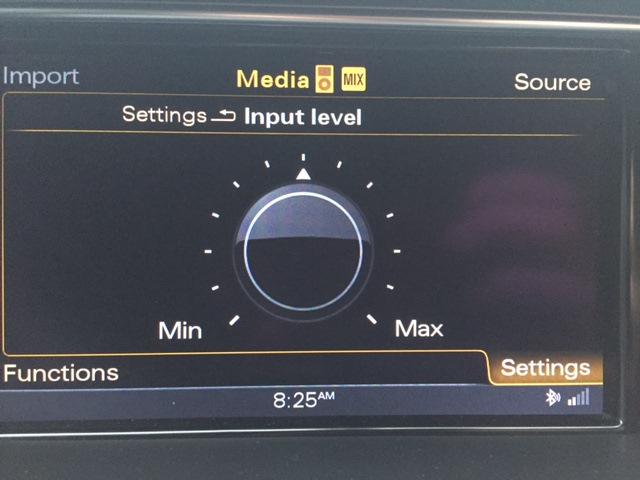 Import Media MIX Source
Settings Input level
Min Max
Functions Settings
8:25AM